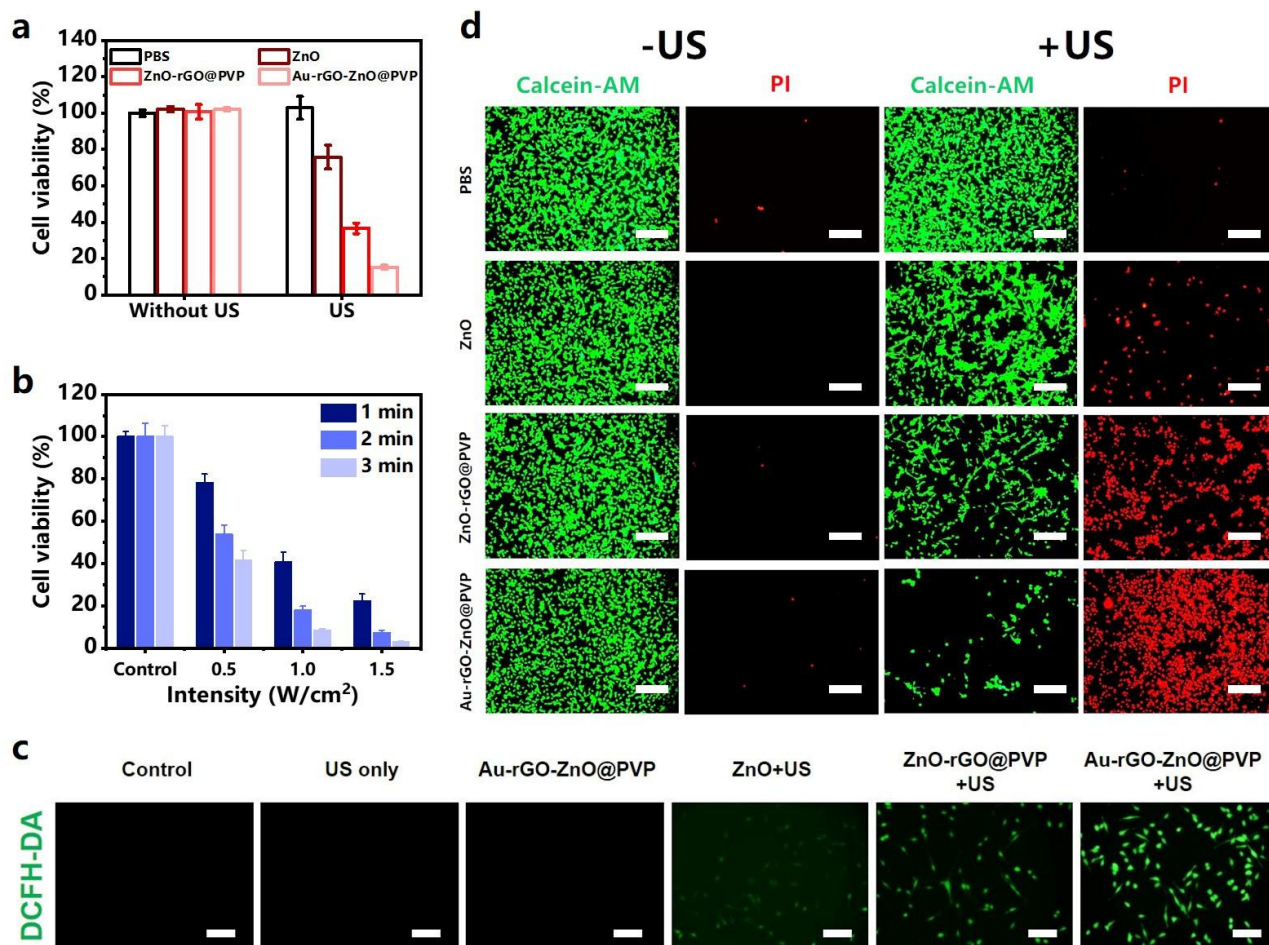 a
140
120
100
80
60
40
20
0
Cell viability (%)
PBS
ZnO
ZnO-rGO@PVP
Au-rGO-ZnO@PVP
Without US
US
b
120
100
80
60
40
20
0
Cell viability (%)
1 min
2 min
3 min
Control
0.5
1.0
1.5
Intensity (W/cm²)
d
-US
+US
Calcein-AM
PI
Calcein-AM
PI
PBS
ZnO
ZnO-rGO@PVP
Au-rGO-ZnO@PVP
c
Control
US only
Au-rGO-ZnO@PVP
ZnO+US
ZnO-rGO@PVP
+US
Au-rGO-ZnO@PVP
+US
DCFH-DA